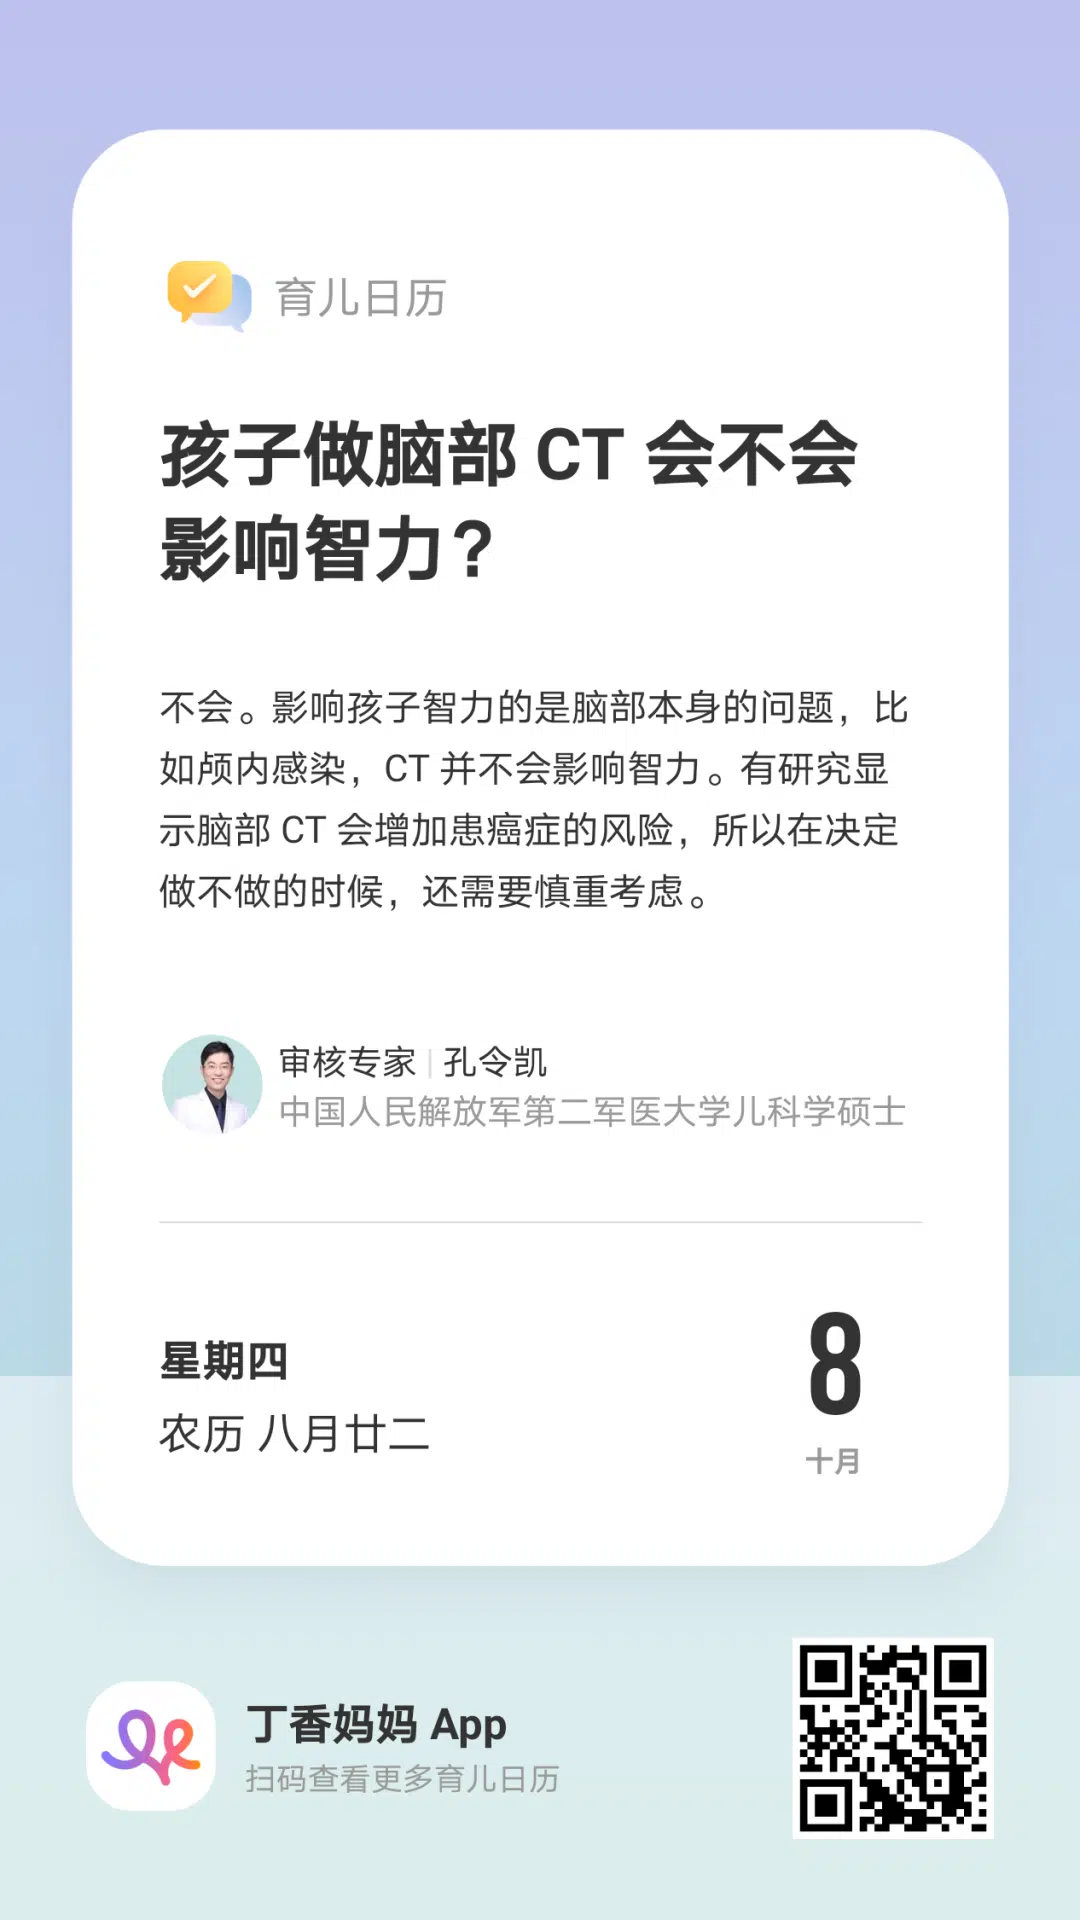 育儿日历
孩子做脑部 CT 会不会
影响智力？
不会。影响孩子智力的是脑部本身的问题，比
如颅内感染，CT 并不会影响智力。有研究显
示脑部 CT 会增加患癌症的风险，所以在决定
做不做的时候，还需要慎重考虑。
审核专家 | 孔令凯
中国人民解放军第二军医大学儿科学硕士
星期四
农历 八月廿二
8
十月
丁香妈妈 App
扫码查看更多育儿日历